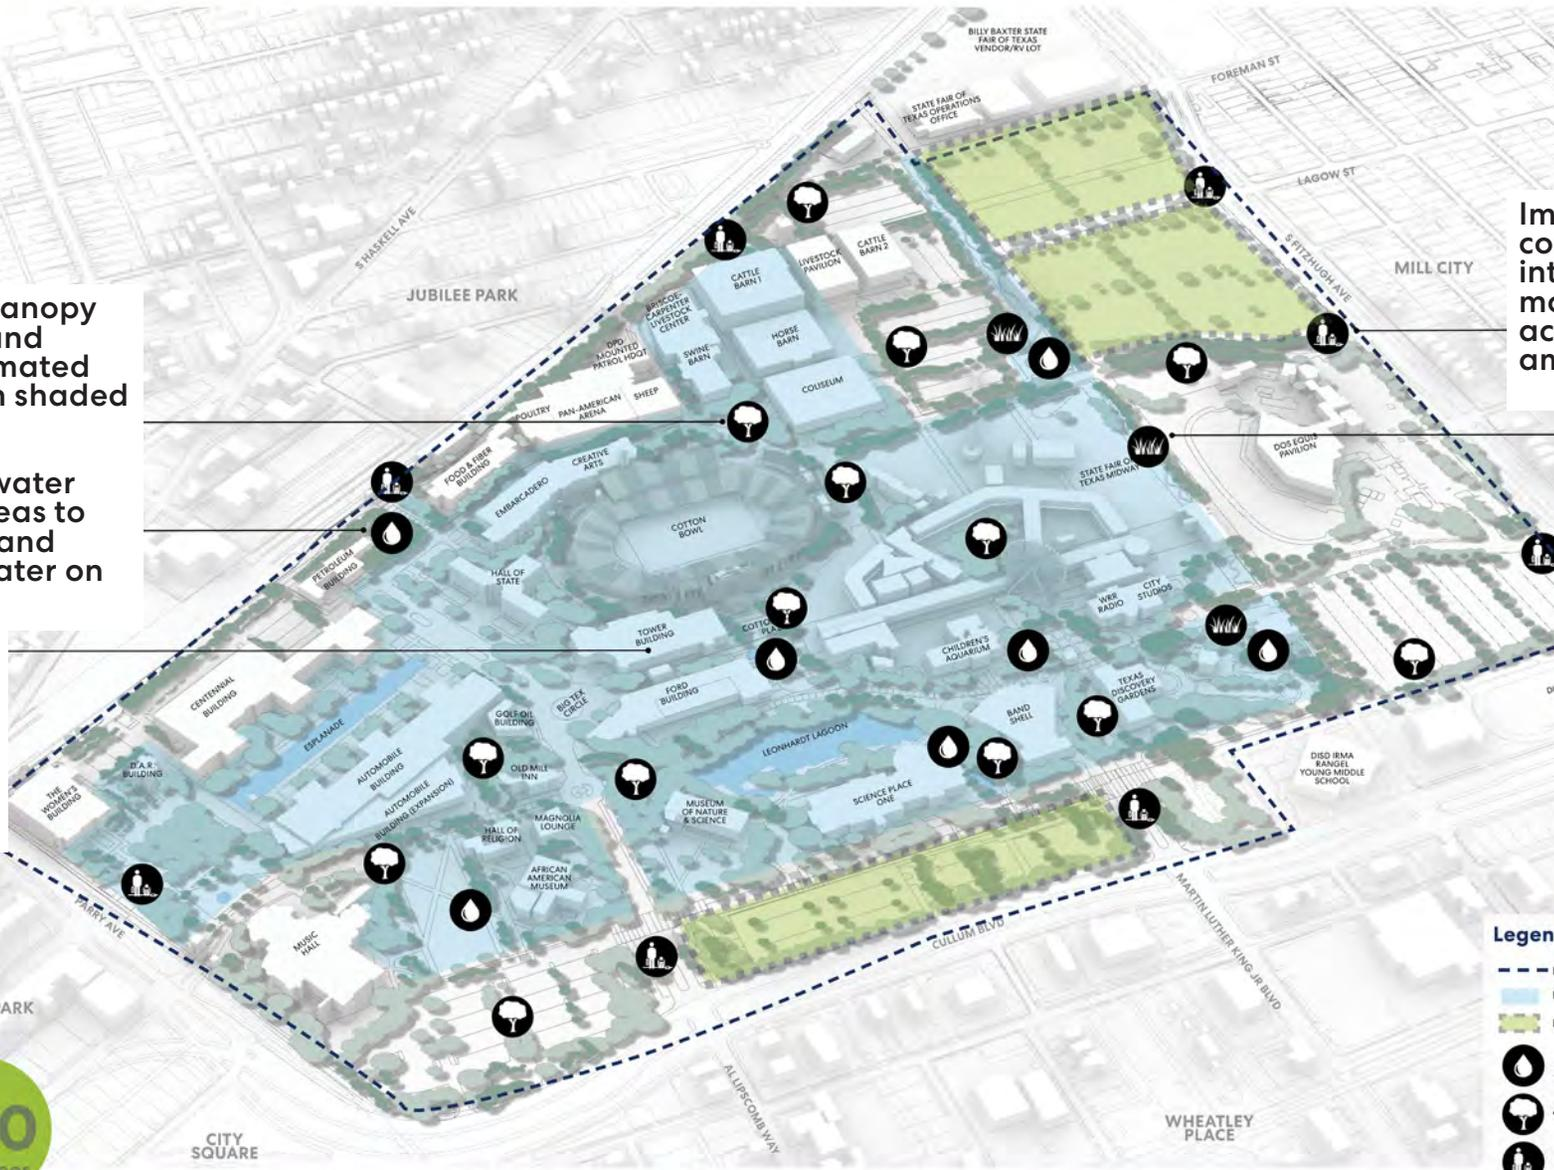 BILLY BAXTER STATE
FAIR OF TEXAS
VENDOR/RV LOT
FOREMAN ST
STATE FAIR OF
TEXAS OPERATIONS
OFFICE
LAGOW ST
S HASKELL AVE
S FITZHUGH AVE
MILL CITY
JUBILEE PARK
CATTLE
BARN 2
LIVESTOCK
PAVILION
CATTLE
BARN 1
BRISCOE-
CARPENTER
LIVESTOCK
CENTER
HORSE
BARN
SWINE
BARN
DPD
MOUNTED
PATROL HDQT
COLISEUM
SHEEP
PAN-AMERICAN
ARENA
POULTRY
anopy
and
mated
n shaded
water
eas to
and
ater on
Im
co
int
mo
ac
an
FOOD & FIBER
BUILDING
CREATIVE
ARTS
EMBARCADERO
COTTON
BOWL
STATE FAIR OF
TEXAS MIDWAY
DOS EQUIS
PAVILION
PETROLEUM
BUILDING
HALL OF
STATE
WRR
RADIO
CITY
STUDIOS
TOWER
BUILDING
CHILDREN'S
AQUARIUM
TEXAS
DISCOVERY
GARDENS
CENTENNIAL
BUILDING
FORD
BUILDING
BIG TEX
CIRCLE
GOLF OIL
BUILDING
BAND
SHELL
ESPLANADE
LEONHARDT LAGOON
AUTOMOBILE
BUILDING
OLD MILL
INN
D.A.R.
BUILDING
THE
WOMEN'S
BUILDING
AUTOMOBILE
BUILDING (EXPANSION)
SCIENCE PLACE
ONE
MUSEUM
OF NATURE
& SCIENCE
MAGNOLIA
LOUNGE
HALL OF
RELIGION
AFRICAN
AMERICAN
MUSEUM
DISD IRMA
RANGEL
YOUNG MIDDLE
SCHOOL
PARRY AVE
MUSIC
HALL
CULLUM BLVD
MARTIN LUTHER KING JR BLVD
AL LIPSCOMB WAY
CITY
SQUARE
WHEATLEY
PLACE
ARK
0
Legen